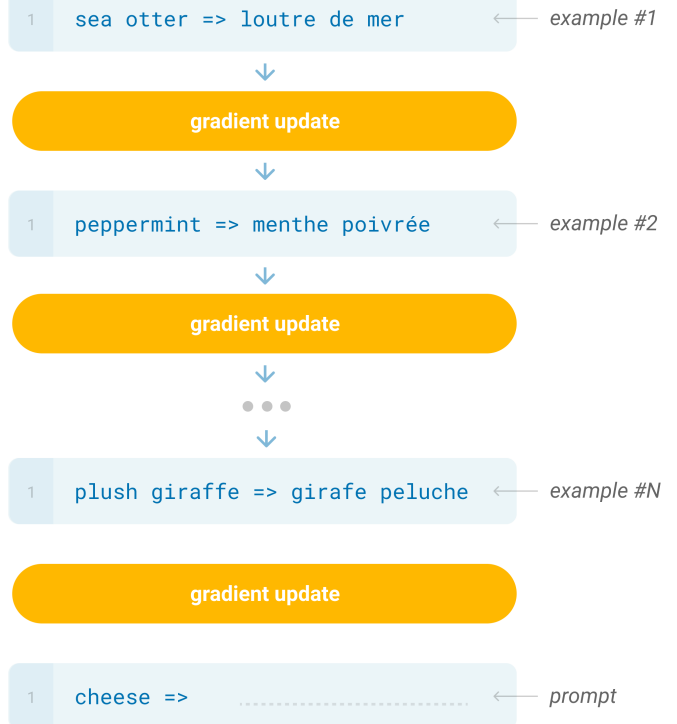 1 sea otter => loutre de mer example #1
gradient update
1 peppermint => menthe poivrée example #2
gradient update
1 plush giraffe => girafe peluche example #N
gradient update
1 cheese => prompt